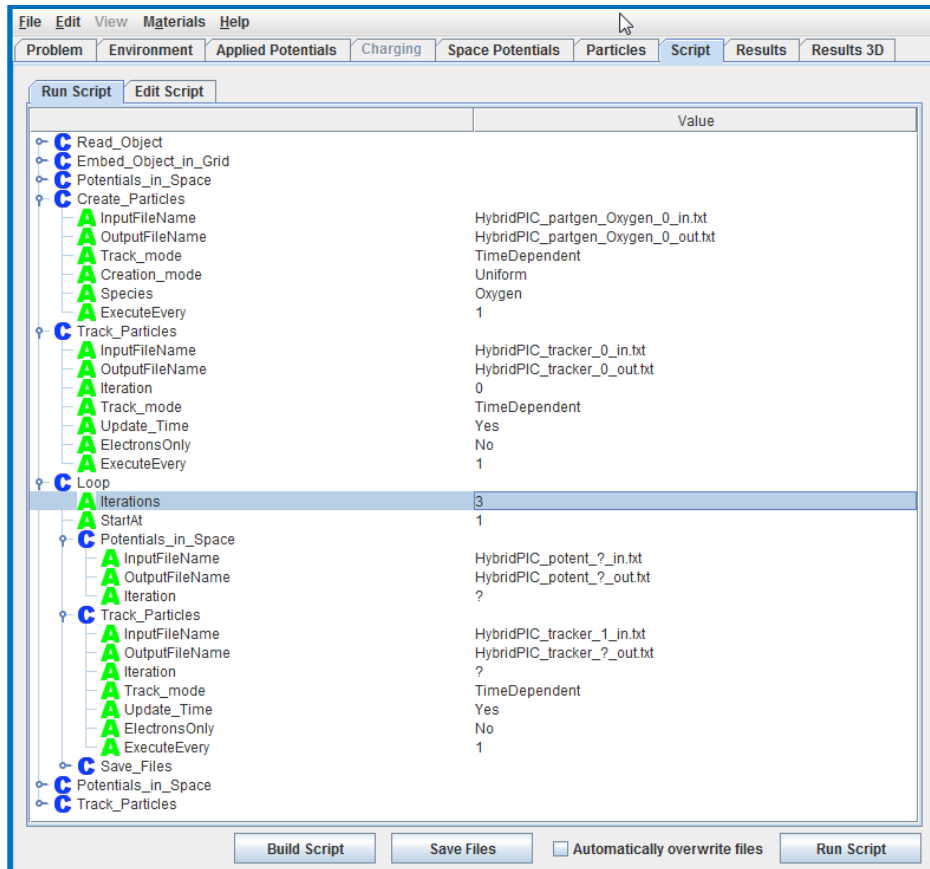 File Edit View Materials Help
Problem Environment Applied Potentials Charging Space Potentials Particles Script Results Results 3D
Run Script Edit Script
Value
C Read_Object
C Embed_Object_in_Grid
C Potentials_in_Space
C Create_Particles
A InputFileName HybridPIC_partgen_Oxygen_0_in.txt
A OutputFileName HybridPIC_partgen_Oxygen_0_out.txt
A Track_mode TimeDependent
A Creation_mode Uniform
A Species Oxygen
A ExecuteEvery 1
C Track_Particles
A InputFileName HybridPIC_tracker_0_in.txt
A OutputFileName HybridPIC_tracker_0_out.txt
A Iteration 0
A Track_mode TimeDependent
A Update_Time Yes
A ElectronsOnly No
A ExecuteEvery 1
C Loop
A Iterations 3
A StartAt 1
C Potentials_in_Space
A InputFileName HybridPIC_potent_?_in.txt
A OutputFileName HybridPIC_potent_?_out.txt
A Iteration ?
C Track_Particles
A InputFileName HybridPIC_tracker_1_in.txt
A OutputFileName HybridPIC_tracker_?_out.txt
A Iteration ?
A Track_mode TimeDependent
A Update_Time Yes
A ElectronsOnly No
A ExecuteEvery 1
C Save_Files
C Potentials_in_Space
C Track_Particles
Build Script Save Files Automatically overwrite files Run Script